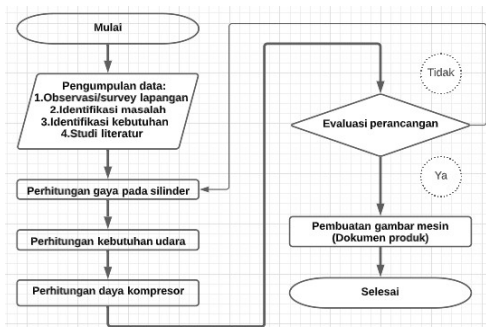 Mulai
Pengumpulan data:
1.Observasi/survey lapangan
2.Identifikasi masalah
3.Identifikasi kebutuhan
4.Studi literatur
Perhitungan gaya pada silinder
Perhitungan kebutuhan udara
Perhitungan daya kompresor
Tidak
Evaluasi perancangan
Ya
Pembuatan gambar mesin
(Dokumen produk)
Selesai